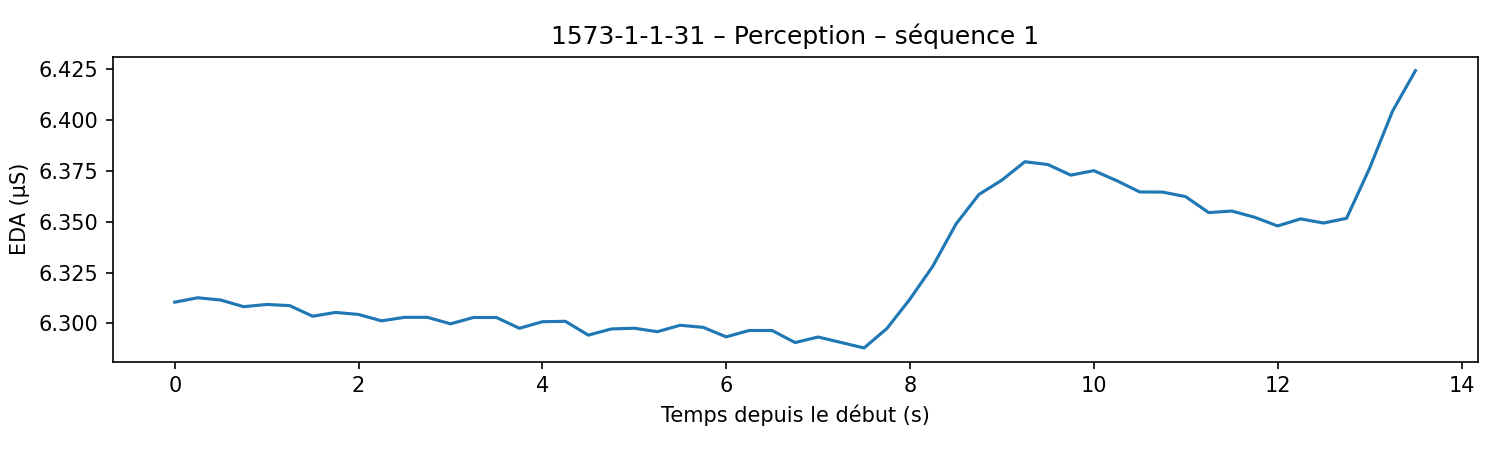 1573-1-1-31 – Perception – séquence 1
EDA (µS)
6.425
6.400
6.375
6.350
6.325
6.300
0 2 4 6 8 10 12 14
Temps depuis le début (s)